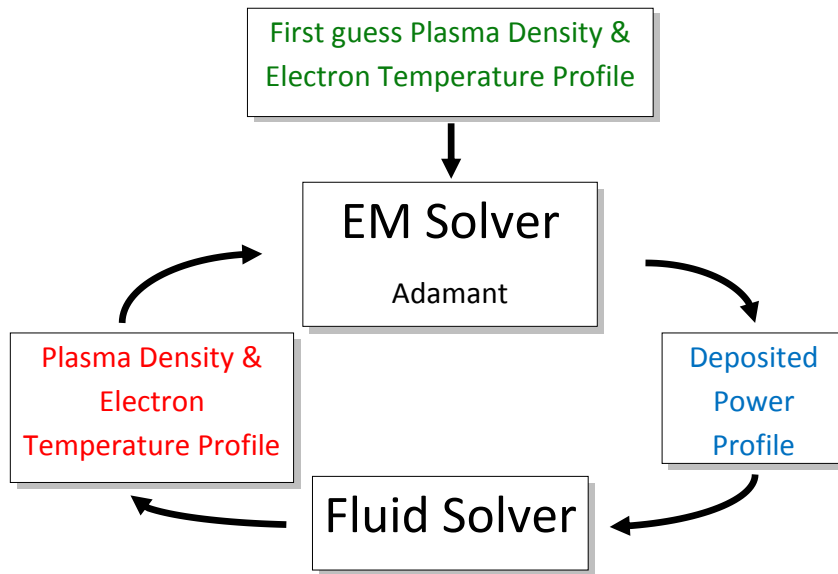 First guess Plasma Density &
Electron Temperature Profile
EM Solver
Adamant
Plasma Density &
Electron
Temperature Profile
Deposited
Power
Profile
Fluid Solver